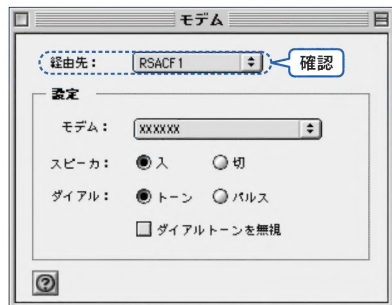 モデム
経由先： RSACF1 確認
設定
モデム： XXXXXX
スピーカ： 入 切
ダイアル： トーン パルス
ダイアルトーンを無視
?